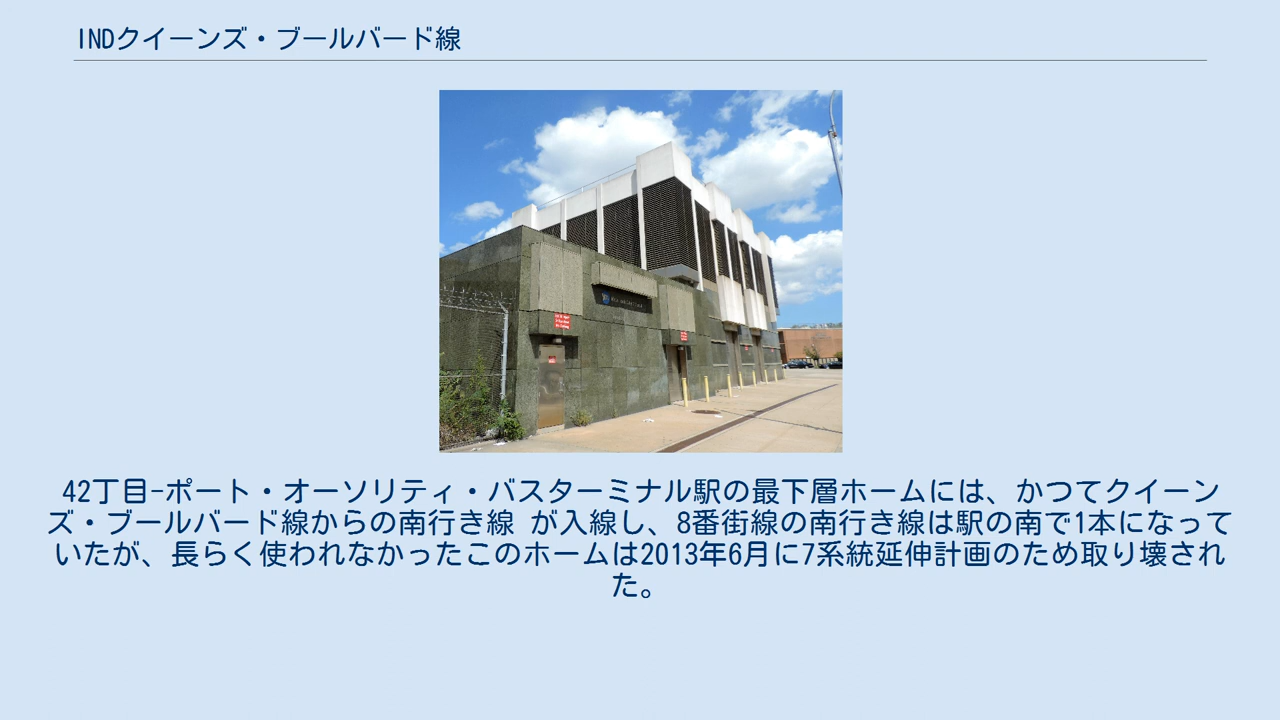 INDクイーンズ・ブールバード線
42丁目-ポート・オーソリティ・バスターミナル駅の最下層ホームには、かつてクイーン
ズ・ブールバード線からの南行き線 が入線し、8番街線の南行き線は駅の南で1本になって
いたが、長らく使われなかったこのホームは2013年6月に7系統延伸計画のため取り壊され
た。